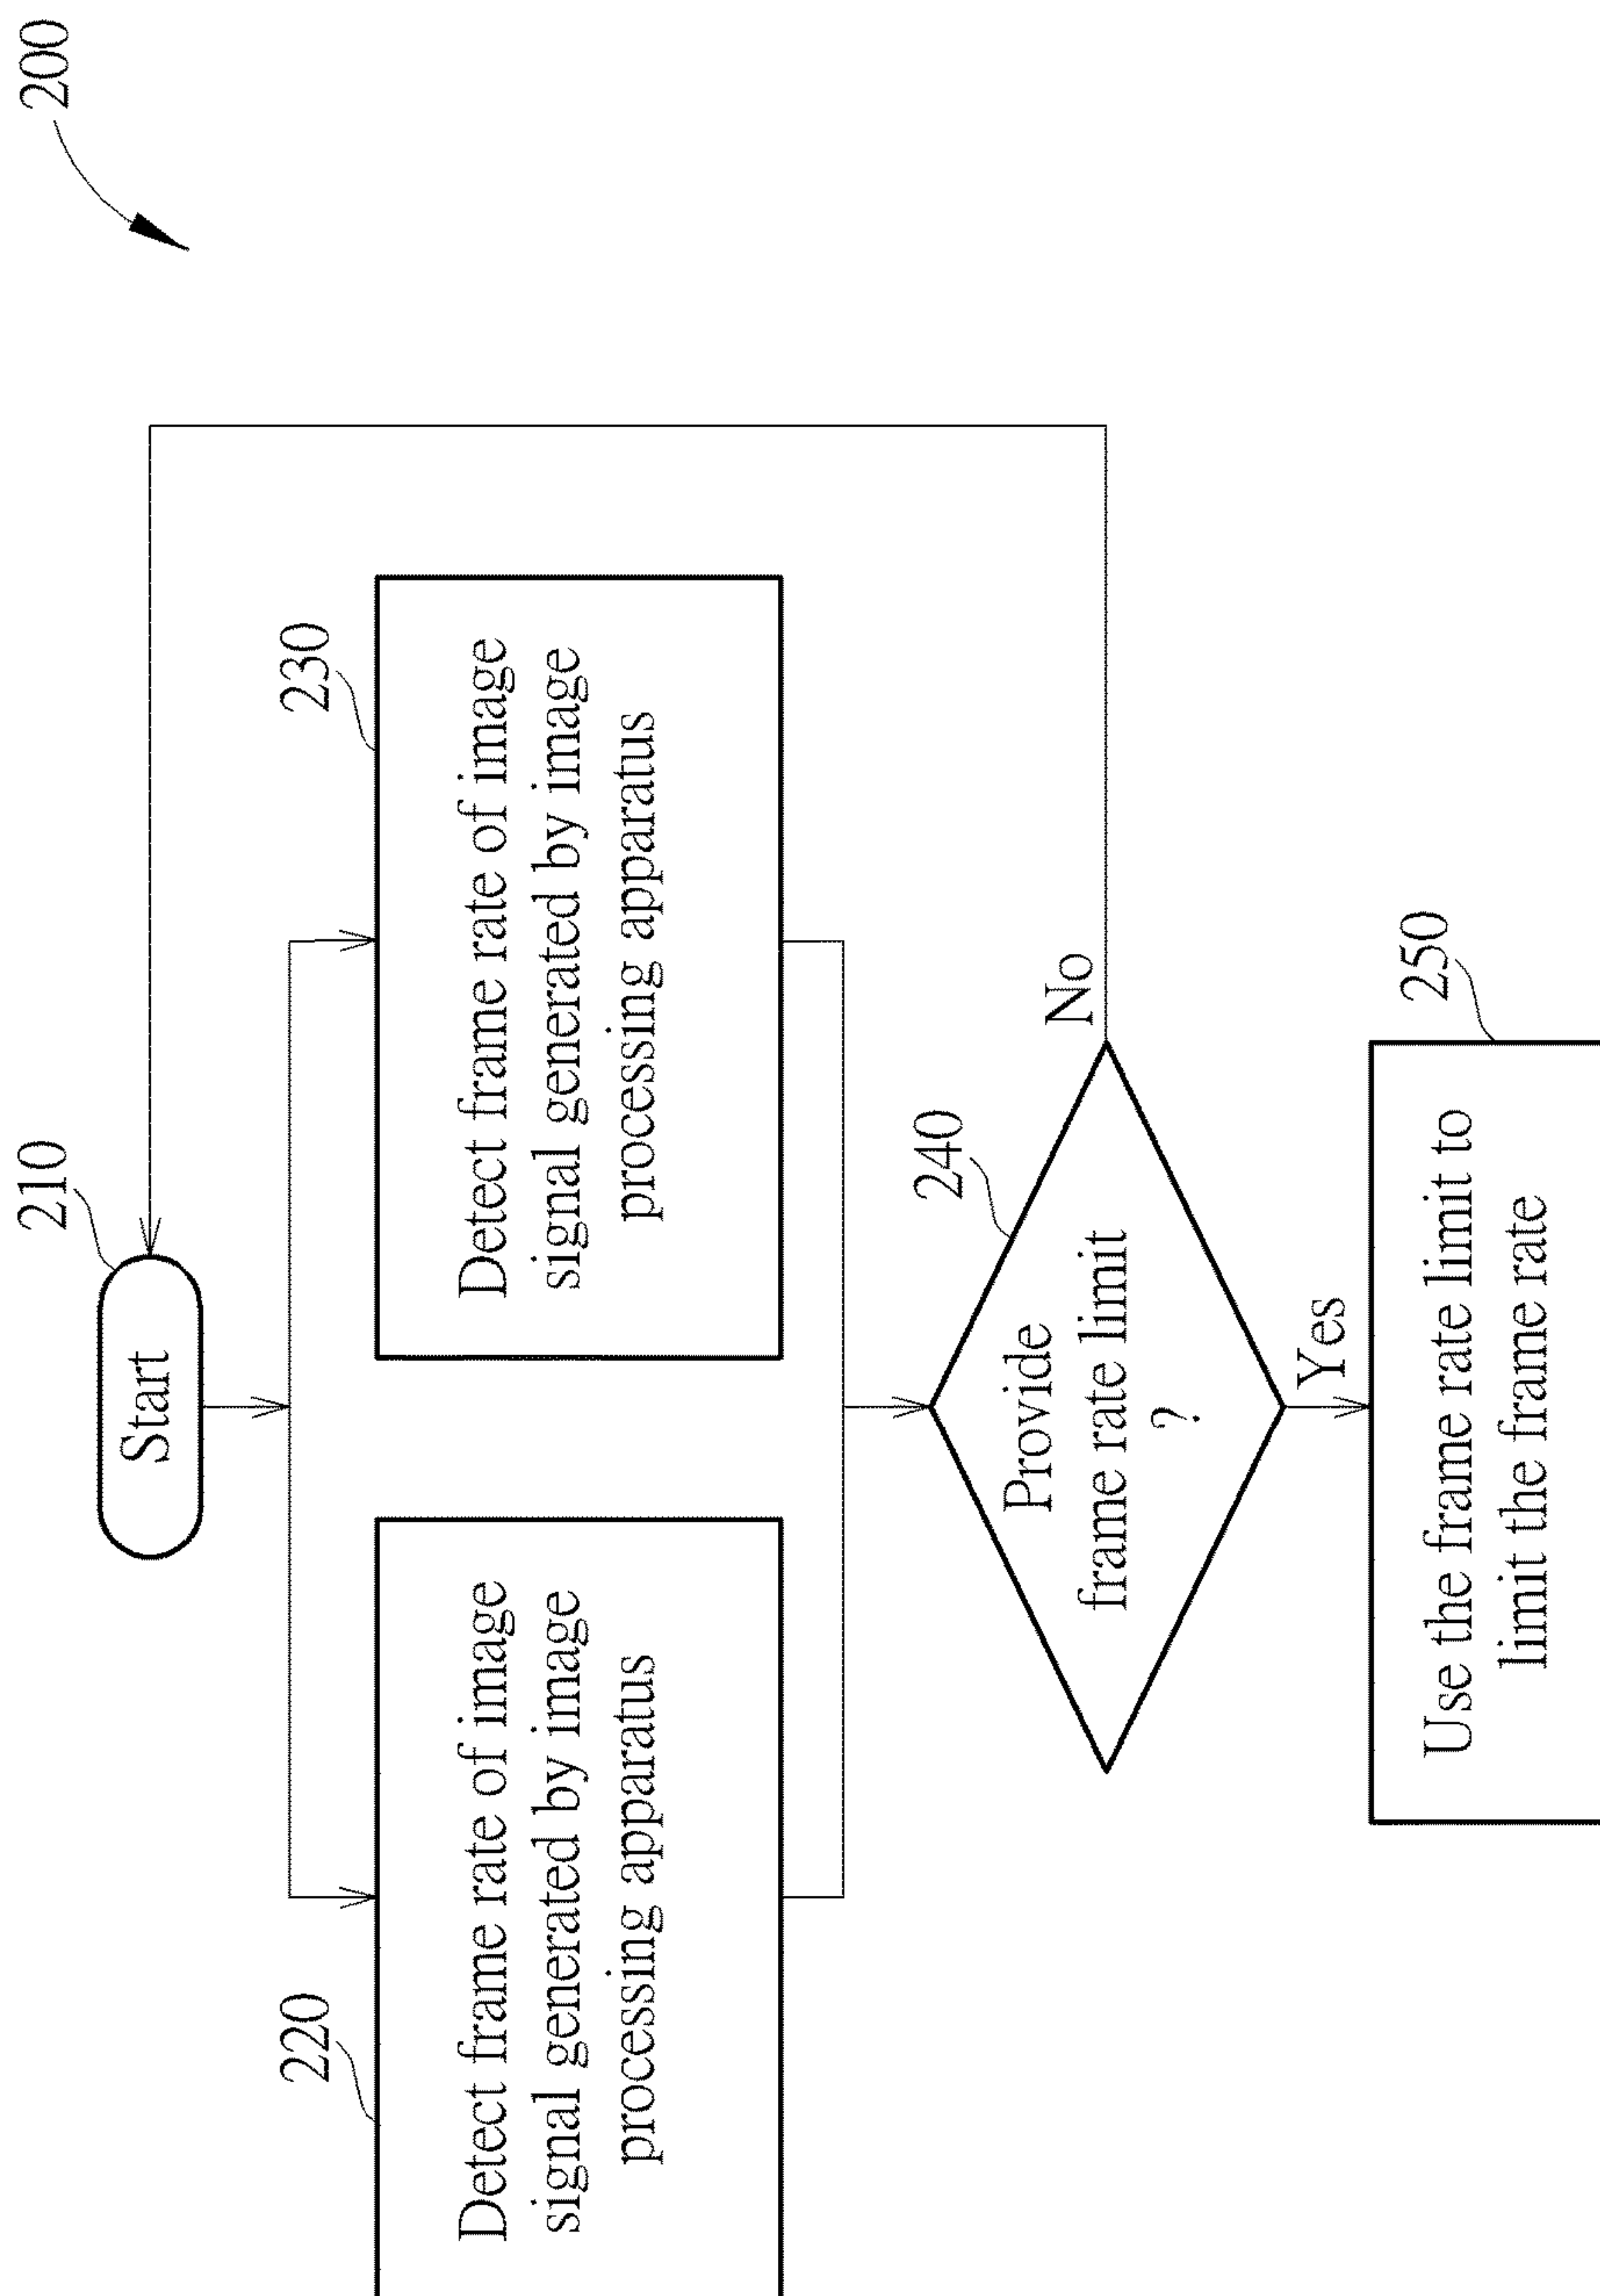 200
210
Start
220
Detect frame rate of image
signal generated by image
processing apparatus
230
Detect frame rate of image
signal generated by image
processing apparatus
240
Provide
frame rate limit
?
No
Yes
250
Use the frame rate limit to
limit the frame rate